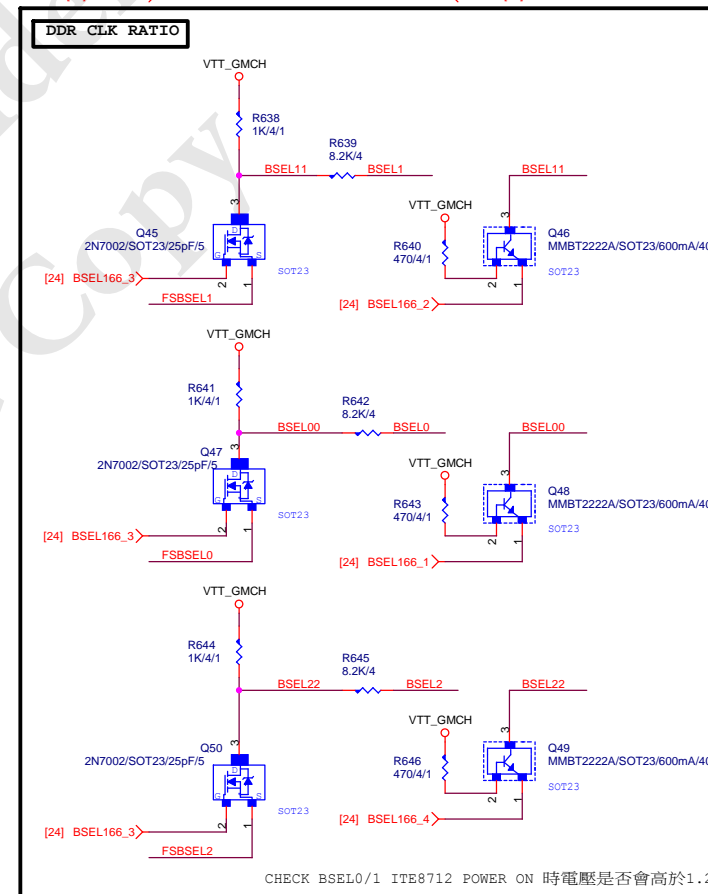 DDR CLK RATIO
VTT_GMCH
R638
1K/4/1
R639
8.2K/4
BSEL11
BSEL1
3
Q45
2N7002/SOT23/25pF/5
D
G
S
SOT23
[24] BSEL166_3
2
1
FSBSEL1
BSEL11
VTT_GMCH
3
R640
470/4/1
Q46
MMBT2222A/SOT23/600mA/40
SOT23
2
1
[24] BSEL166_2
VTT_GMCH
R641
1K/4/1
R642
8.2K/4
BSEL00
BSEL0
3
Q47
2N7002/SOT23/25pF/5
D
G
S
SOT23
[24] BSEL166_3
2
1
FSBSEL0
BSEL00
VTT_GMCH
3
R643
470/4/1
Q48
MMBT2222A/SOT23/600mA/40
SOT23
2
1
[24] BSEL166_1
VTT_GMCH
R644
1K/4/1
R645
8.2K/4
BSEL22
BSEL2
3
Q50
2N7002/SOT23/25pF/5
D
G
S
SOT23
[24] BSEL166_3
2
1
FSBSEL2
BSEL22
VTT_GMCH
3
R646
470/4/1
Q49
MMBT2222A/SOT23/600mA/40
SOT23
2
1
[24] BSEL166_4
CHECK BSEL0/1 ITE8712 POWER ON 時電壓是否會高於1.2
Copy